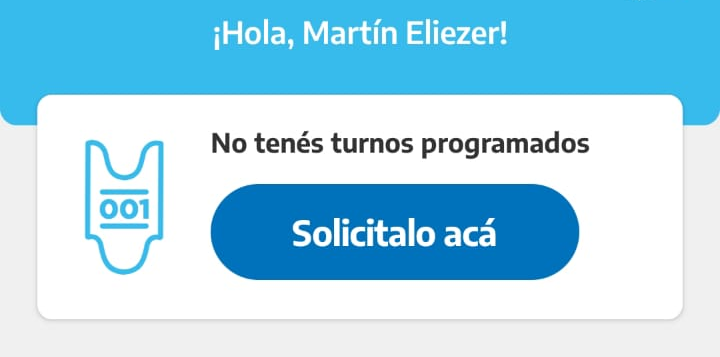 ¡Hola, Martín Eliezer!
No tenés turnos programados
001
Solicitalo acá